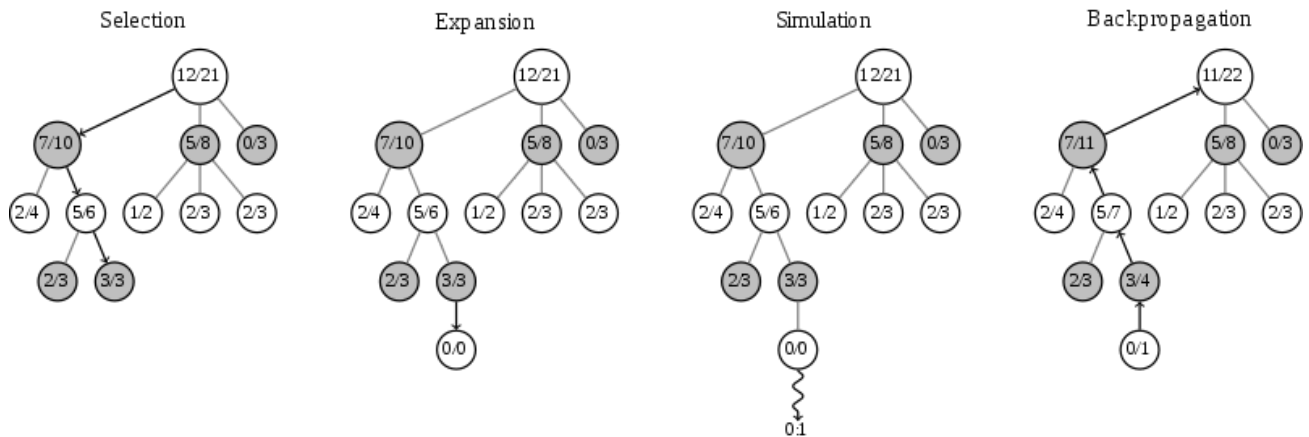 Selection
12/21
7/10 5/8 0/3
2/4 5/6 1/2 2/3 2/3
2/3 3/3
Expansion
12/21
7/10 5/8 0/3
2/4 5/6 1/2 2/3 2/3
2/3 3/3
0/0
Simulation
12/21
7/10 5/8 0/3
2/4 5/6 1/2 2/3 2/3
2/3 3/3
0/0
0:1
Backpropagation
11/22
7/11 5/8 0/3
2/4 5/7 1/2 2/3 2/3
2/3 3/4
0/1